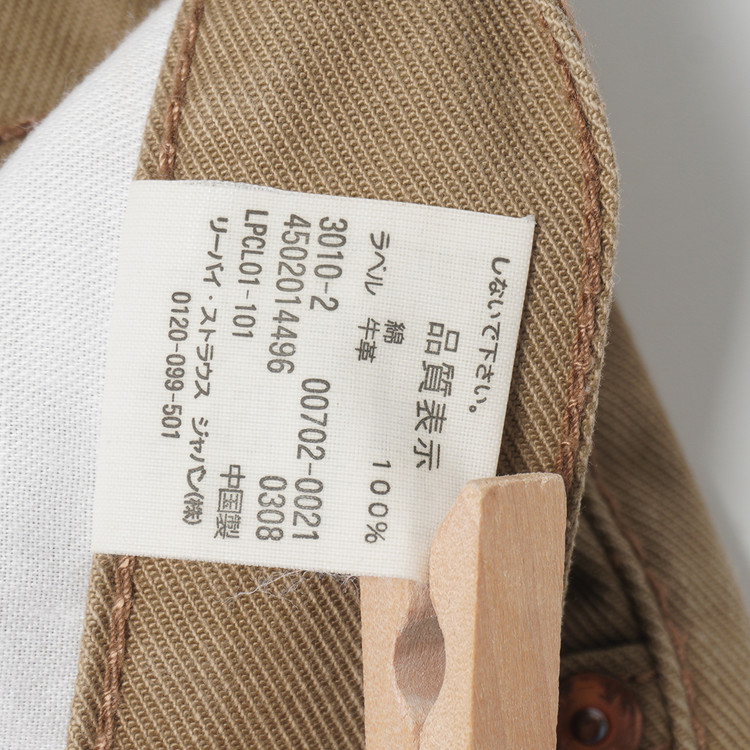 しないで下さい。
品質表示
綿 100%
ラベル 牛革
3010-2 00702-0021
4502014496 0308
LPCL01-101 中国製
リーバイ・ストラウス ジャパン(株)
0120-099-501